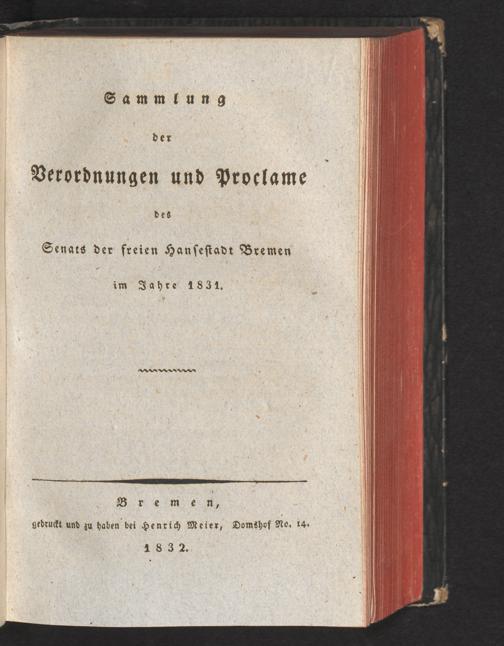 Sammlung
der
Verordnungen und Proclame
des
Senats der freien Hansestadt Bremen
im Jahre 1831.
Bremen,
gedruckt und zu haben bei Henrich Meier, Domshof No. 14.
1832.